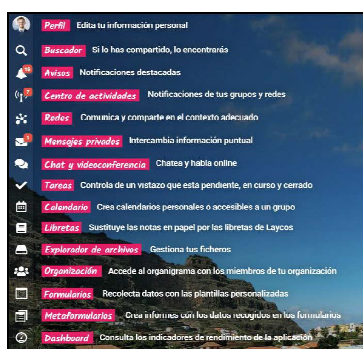 Perfil Edita tu información personal
Buscador Si lo has compartido, lo encontrarás
Avisos Notificaciones destacadas
Centro de actividades Notificaciones de tus grupos y redes
Redes Comunica y comparte en el contexto adecuado
Mensajes privados Intercambia información puntual
Chat y videoconferencia Chatea y habla online
Tareas Controla de un vistazo que esta pendiente, en curso y cerrado
Calendario Crea calendarios personales o accesibles a un grupo
Libretas Sustituye las notas en papel por las libretas de Laycos
Explorador de archivos Gestiona tus ficheros
Organización Accede al organigrama con los miembros de tu organización
Formularios Recolecta datos con las plantillas personalizadas
Metaformularios Crea informes con los datos recogidos en los formularios
Dashboard Consulta los indicadores de rendimiento de la aplicación